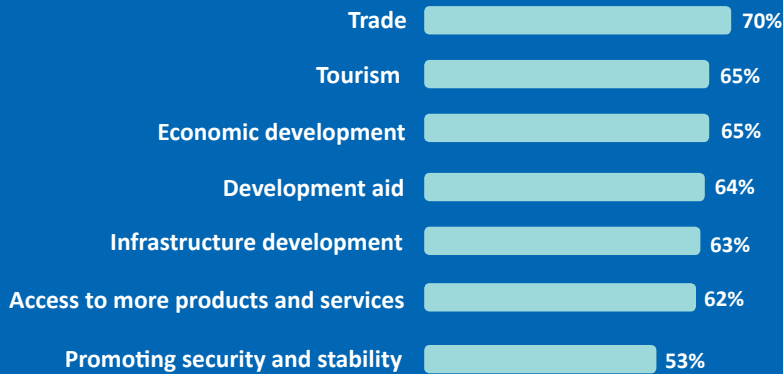 Trade 70%
Tourism 65%
Economic development 65%
Development aid 64%
Infrastructure development 63%
Access to more products and services 62%
Promoting security and stability 53%